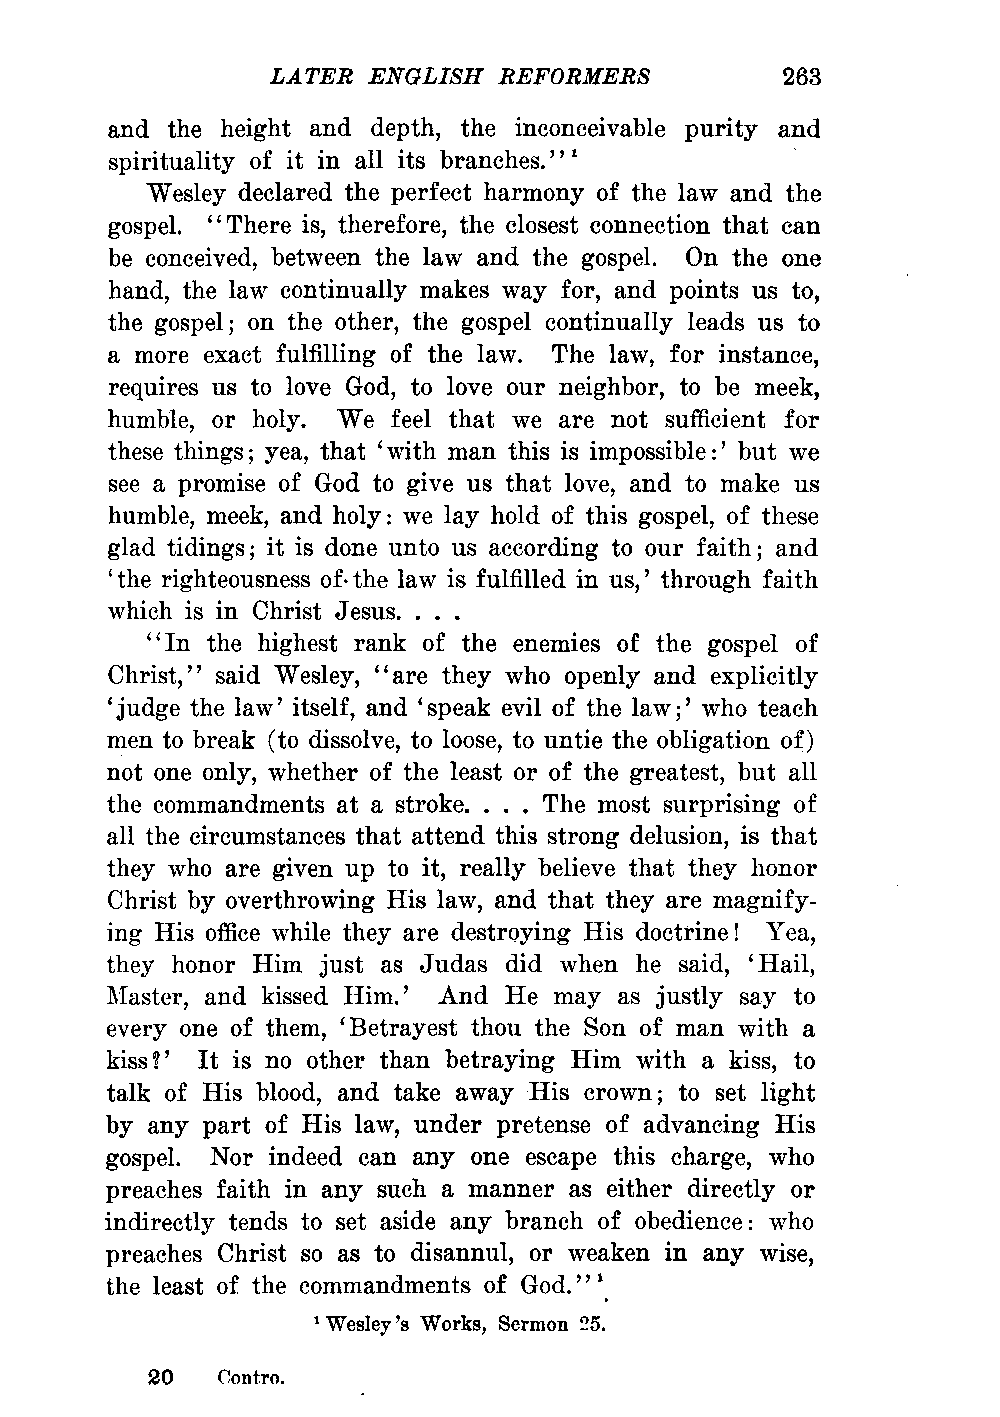 LATER ENGLISH REFORMERS 263
and the height and depth, the inconceivable purity and
spirituality of it in all its branches.''¹
Wesley declared the perfect harmony of the law and the
gospel. ‘‘There is, therefore, the closest connection that can
be conceived, between the law and the gospel. On the one
hand, the law continually makes way for, and points us to,
the gospel; on the other, the gospel continually leads us to
a more exact fulfilling of the law. The law, for instance,
requires us to love God, to love our neighbor, to be meek,
humble, or holy. We feel that we are not sufficient for
these things; yea, that ‘with man this is impossible:’ but we
see a promise of God to give us that love, and to make us
humble, meek, and holy: we lay hold of this gospel, of these
glad tidings; it is done unto us according to our faith; and
‘the righteousness of the law is fulfilled in us,’ through faith
which is in Christ Jesus. . . .
‘‘In the highest rank of the enemies of the gospel of
Christ,’’ said Wesley, ‘‘are they who openly and explicitly
‘judge the law’ itself, and ‘speak evil of the law;’ who teach
men to break (to dissolve, to loose, to untie the obligation of)
not one only, whether of the least or of the greatest, but all
the commandments at a stroke. . . . The most surprising of
all the circumstances that attend this strong delusion, is that
they who are given up to it, really believe that they honor
Christ by overthrowing His law, and that they are magnify-
ing His office while they are destroying His doctrine! Yea,
they honor Him just as Judas did when he said, ‘Hail,
Master, and kissed Him.’ And He may as justly say to
every one of them, ‘Betrayest thou the Son of man with a
kiss?’ It is no other than betraying Him with a kiss, to
talk of His blood, and take away His crown; to set light
by any part of His law, under pretense of advancing His
gospel. Nor indeed can any one escape this charge, who
preaches faith in any such a manner as either directly or
indirectly tends to set aside any branch of obedience: who
preaches Christ so as to disannul, or weaken in any wise,
the least of the commandments of God.’’¹
¹ Wesley’s Works, Sermon 25.
20 Contro.